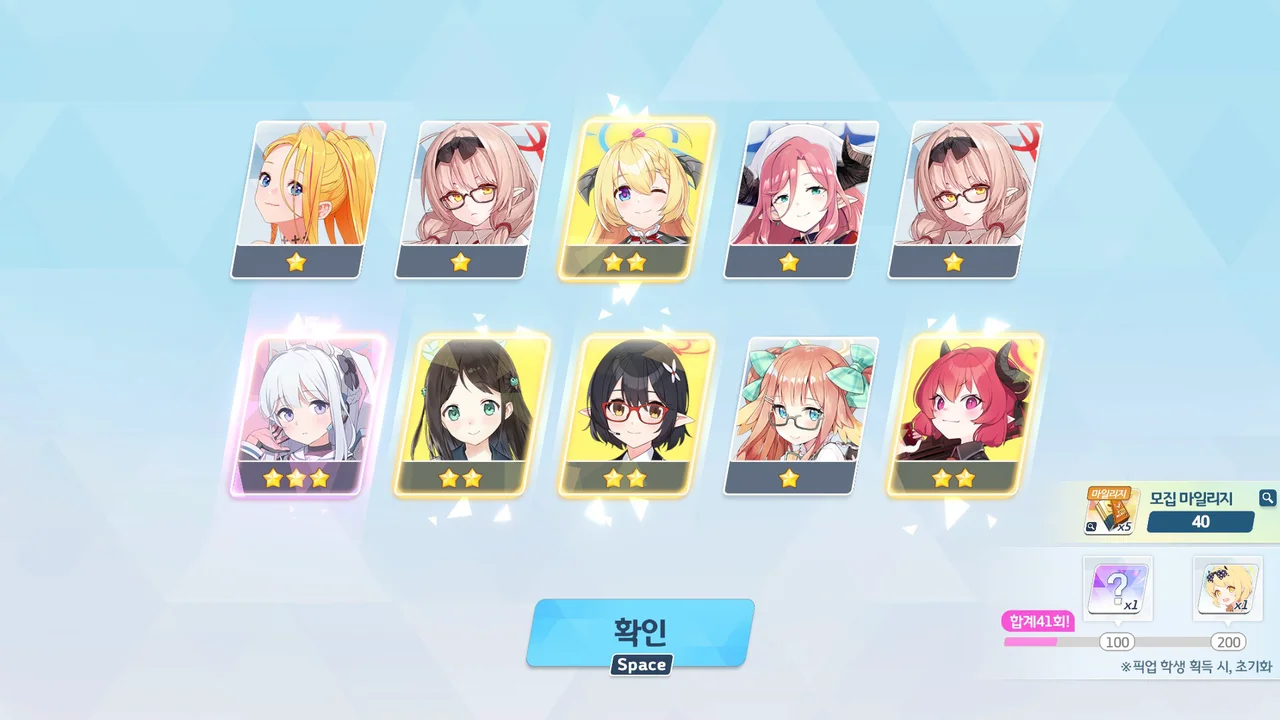 마일리지
x5
모집 마일리지
40
x1
x1
합계41회!
100
200
※픽업 학생 획득 시, 초기화
확인
Space